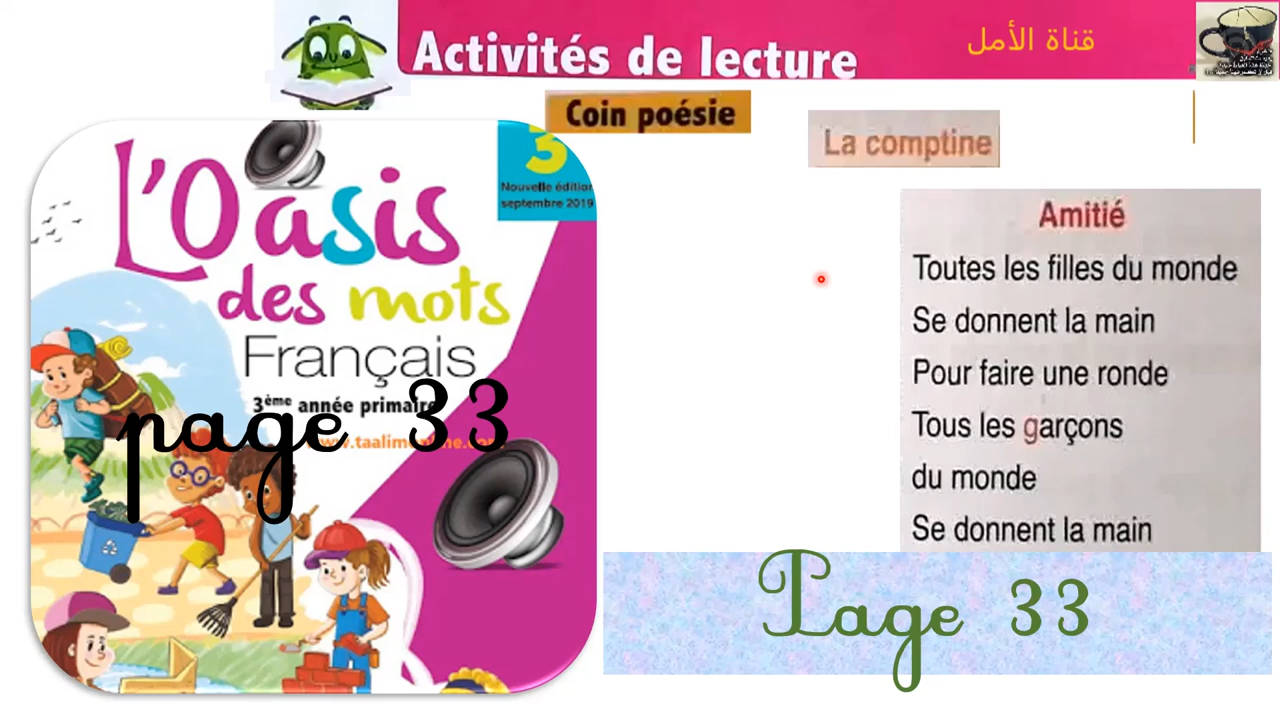 Activités de lecture
قناة الأمل
Coin poésie
La comptine
L'Oasis
des mots
Français
3ème année primaire
3
Nouvelle édition
septembre 2019
page 33
Amitié
Toutes les filles du monde
Se donnent la main
Pour faire une ronde
Tous les garçons
du monde
Se donnent la main
Page 33